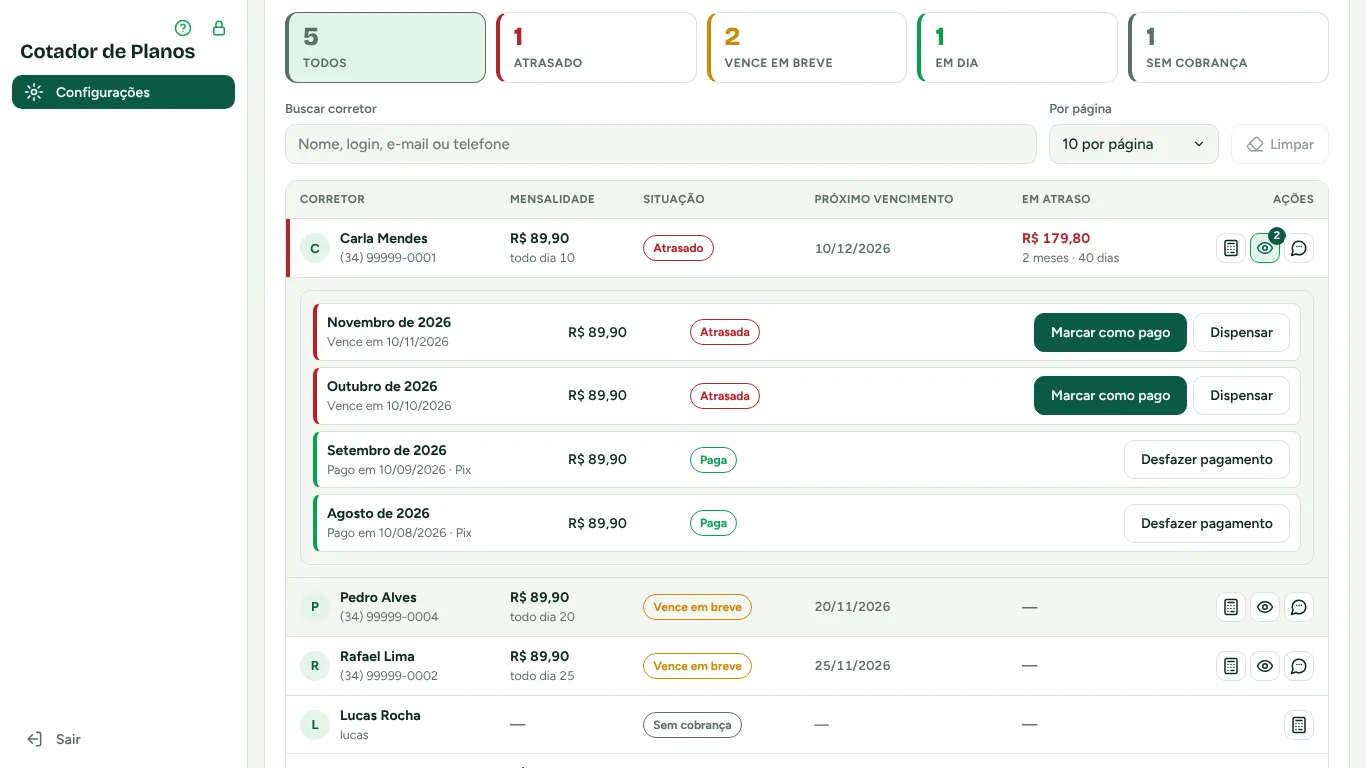 Cotador de Planos
Configurações
Sair
5
TODOS
1
ATRASADO
2
VENCE EM BREVE
1
EM DIA
1
SEM COBRANÇA
Buscar corretor
Por página
Nome, login, e-mail ou telefone
10 por página
Limpar
CORRETOR MENSALIDADE SITUAÇÃO PRÓXIMO VENCIMENTO EM ATRASO AÇÕES
C
Carla Mendes
(34) 99999-0001
R$ 89,90
todo dia 10
Atrasado
10/12/2026
R$ 179,80
2 meses · 40 dias
2
Novembro de 2026
Vence em 10/11/2026
R$ 89,90
Atrasada
Marcar como pago
Dispensar
Outubro de 2026
Vence em 10/10/2026
R$ 89,90
Atrasada
Marcar como pago
Dispensar
Setembro de 2026
Pago em 10/09/2026 · Pix
R$ 89,90
Paga
Desfazer pagamento
Agosto de 2026
Pago em 10/08/2026 · Pix
R$ 89,90
Paga
Desfazer pagamento
P
Pedro Alves
(34) 99999-0004
R$ 89,90
todo dia 20
Vence em breve
20/11/2026
—
R
Rafael Lima
(34) 99999-0002
R$ 89,90
todo dia 25
Vence em breve
25/11/2026
—
L
Lucas Rocha
lucas
—
Sem cobrança
—
—